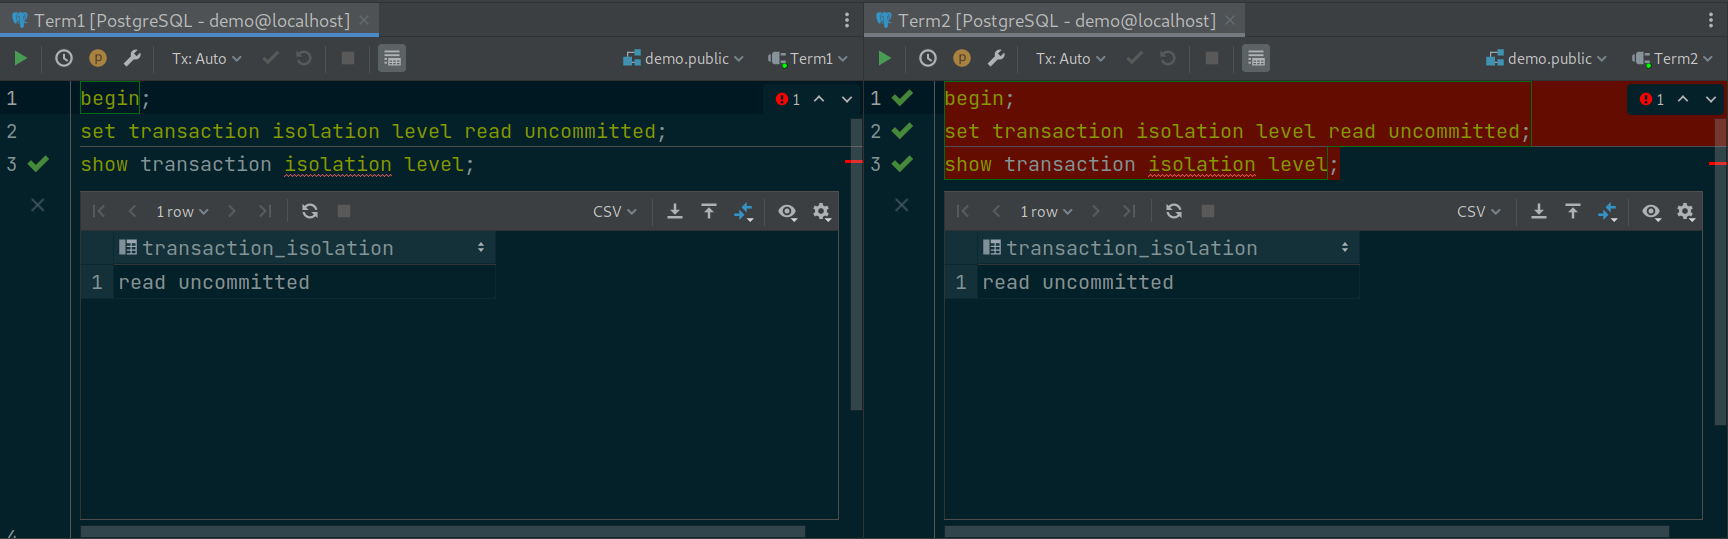 Term1 [PostgreSQL - demo@localhost]
Tx: Auto
demo.public
Term1
1 begin;
1
2 set transaction isolation level read uncommitted;
3 show transaction isolation level;
1 row
CSV
transaction_isolation
1 read uncommitted
Term2 [PostgreSQL - demo@localhost]
Tx: Auto
demo.public
Term2
1 begin;
1
2 set transaction isolation level read uncommitted;
3 show transaction isolation level;
1 row
CSV
transaction_isolation
1 read uncommitted